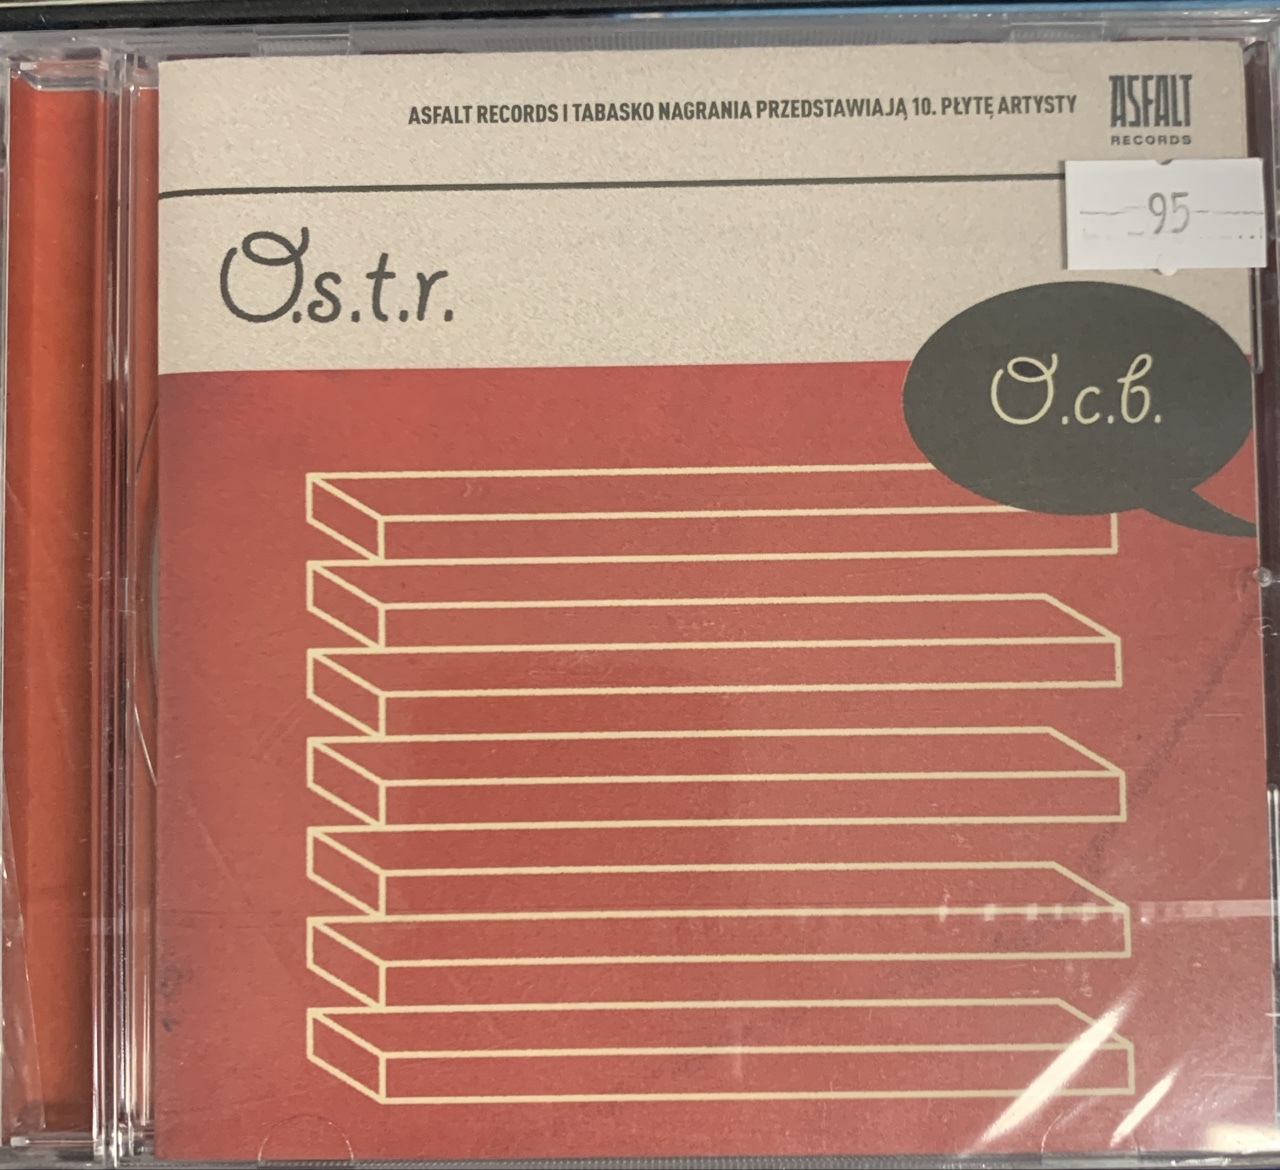 ASFALT RECORDS I TABASKO NAGRANIA PRZEDSTAWIAJĄ 10. PŁYTĘ ARTYSTY
ASFALT
RECORDS
95
O.s.t.r.
O.c.b.